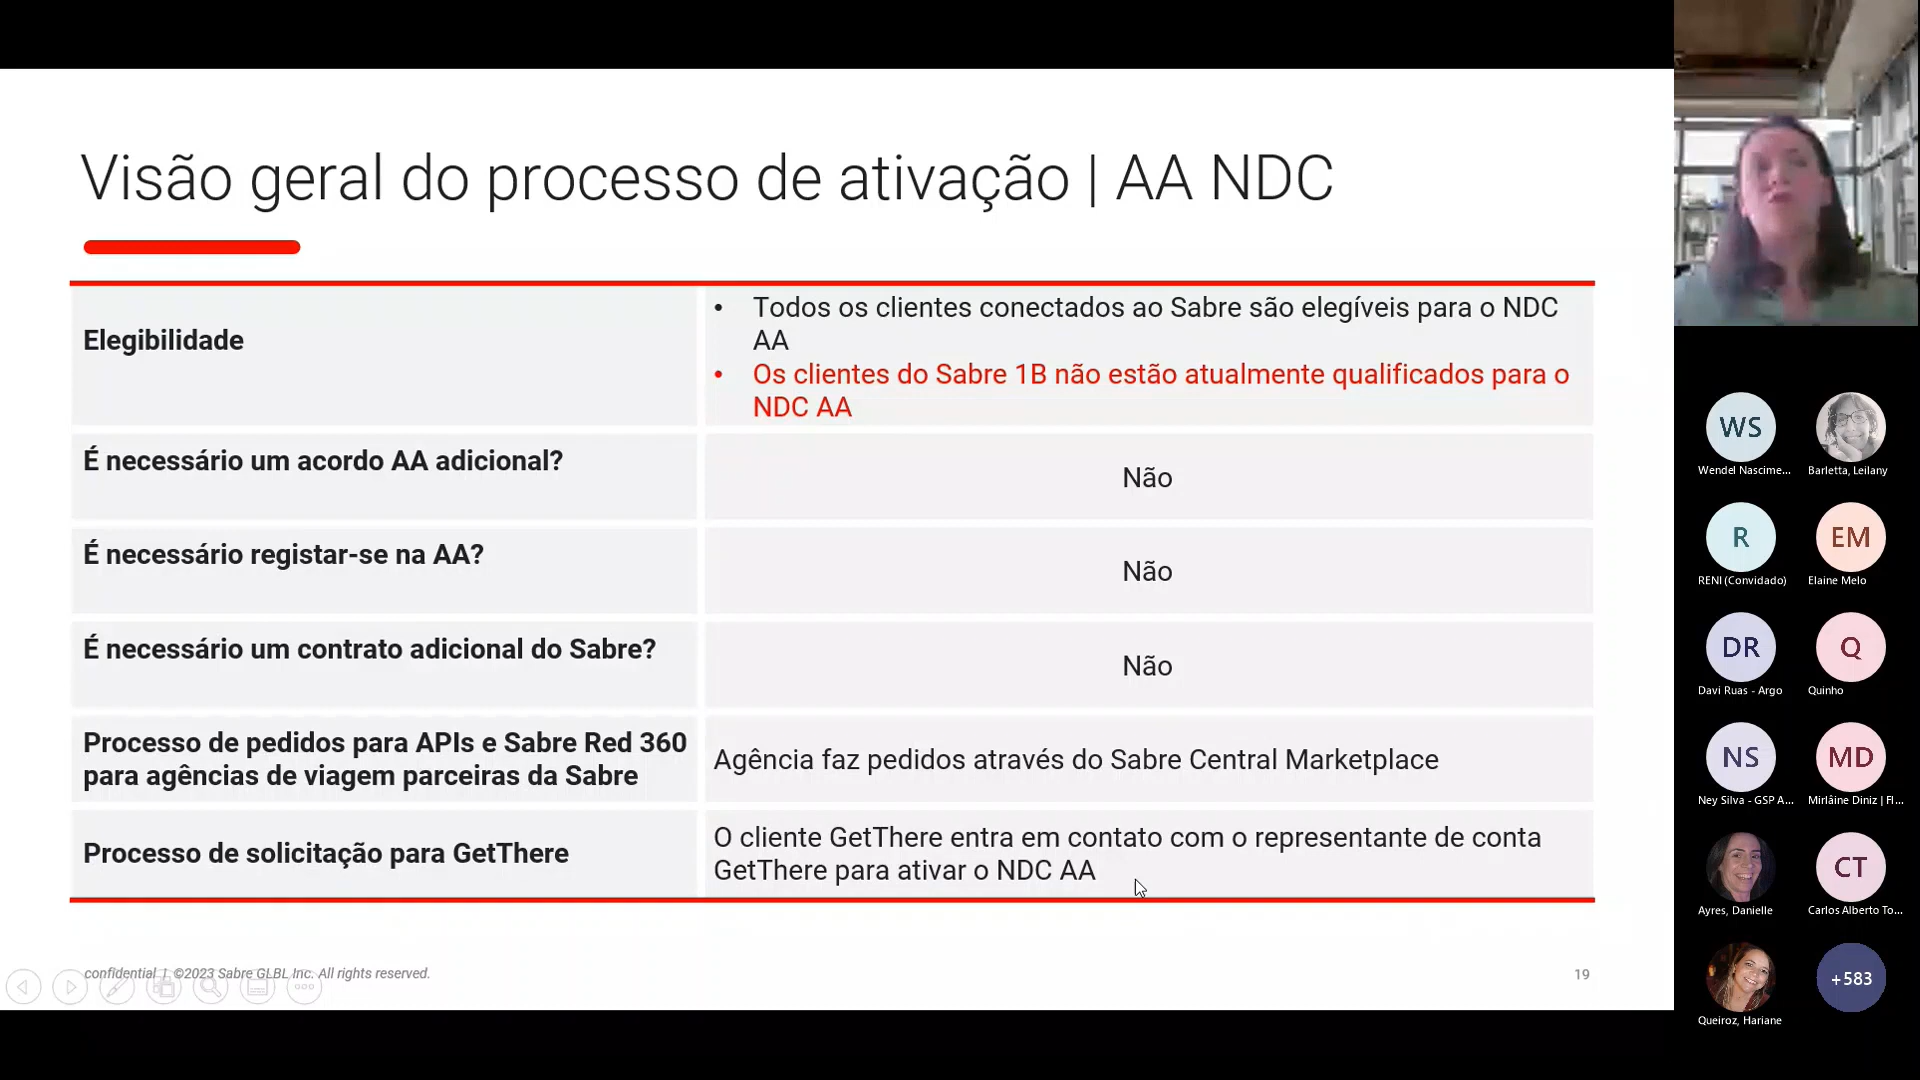 Visão geral do processo de ativação | AA NDC
Elegibilidade
• Todos os clientes conectados ao Sabre são elegíveis para o NDC
AA
• Os clientes do Sabre 1B não estão atualmente qualificados para o
NDC AA
É necessário um acordo AA adicional?
Não
É necessário registar-se na AA?
Não
É necessário um contrato adicional do Sabre?
Não
Processo de pedidos para APIs e Sabre Red 360
para agências de viagem parceiras da Sabre
Agência faz pedidos através do Sabre Central Marketplace
Processo de solicitação para GetThere
O cliente GetThere entra em contato com o representante de conta
GetThere para ativar o NDC AA
confidential | ©2023 Sabre GLBL Inc. All rights reserved.
19
WS
Wendel Nascime...
Barletta, Leilany
R
RENI (Convidado)
EM
Elaine Melo
DR
Davi Ruas - Argo
Q
Quinho
NS
Ney Silva - GSP A...
MD
Mirlâine Diniz | Fl...
Ayres, Danielle
CT
Carlos Alberto To...
Queiroz, Hariane
+583